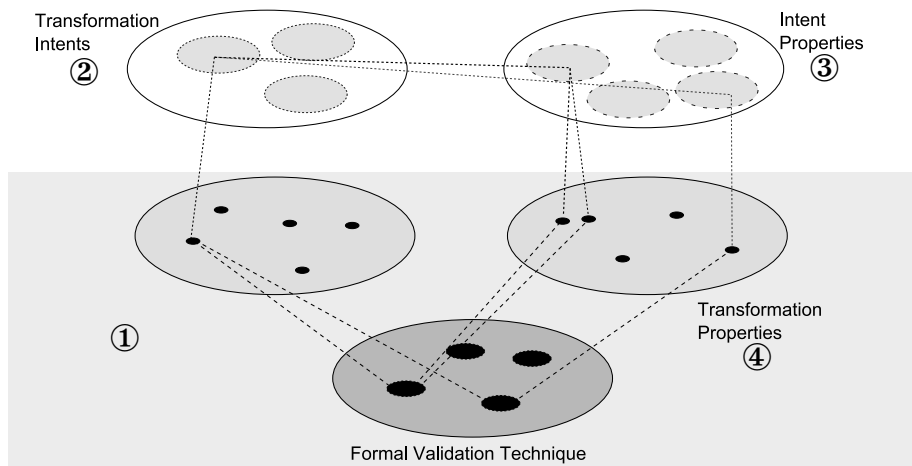 Transformation
Intents
②
Intent
Properties
③
①
Transformation
Properties
④
Formal Validation Technique